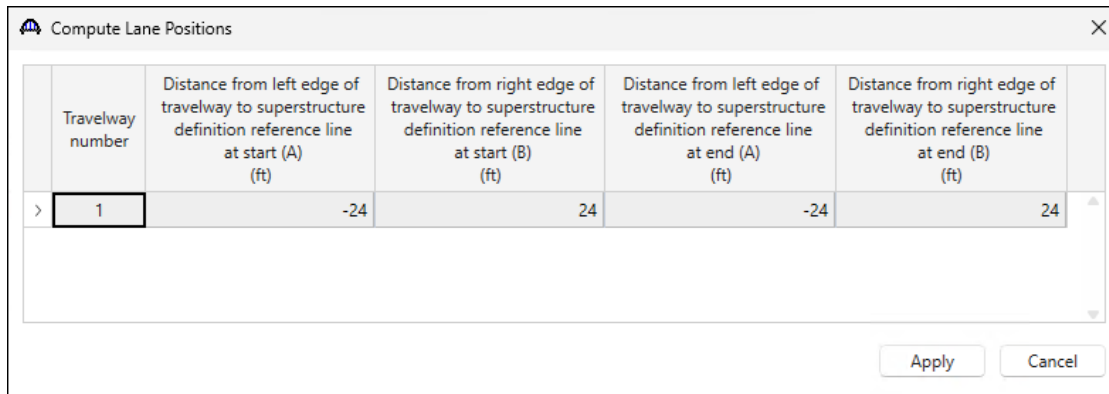 Compute Lane Positions
Travelway
number
Distance from left edge of
travelway to superstructure
definition reference line
at start (A)
(ft)
Distance from right edge of
travelway to superstructure
definition reference line
at start (B)
(ft)
Distance from left edge of
travelway to superstructure
definition reference line
at end (A)
(ft)
Distance from right edge of
travelway to superstructure
definition reference line
at end (B)
(ft)
1 -24 24 -24 24
Apply Cancel